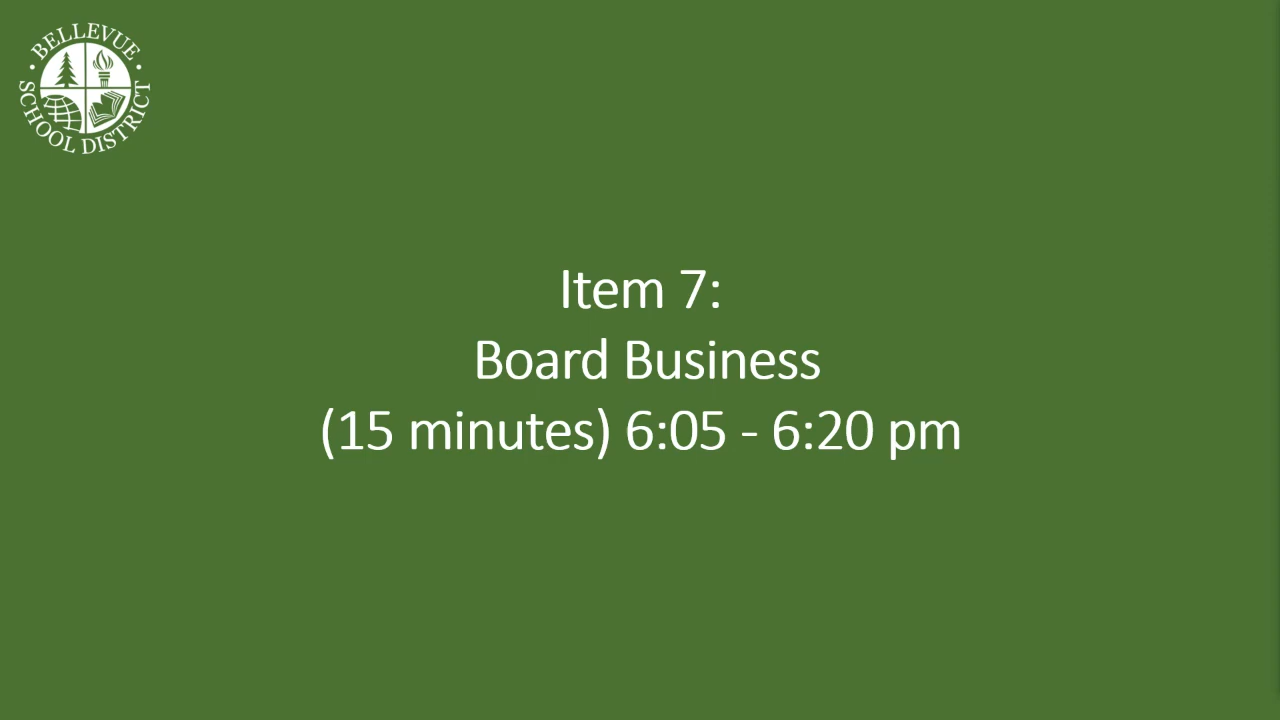 BELLEVUE
SCHOOL DISTRICT
Item 7:
Board Business
(15 minutes) 6:05 - 6:20 pm